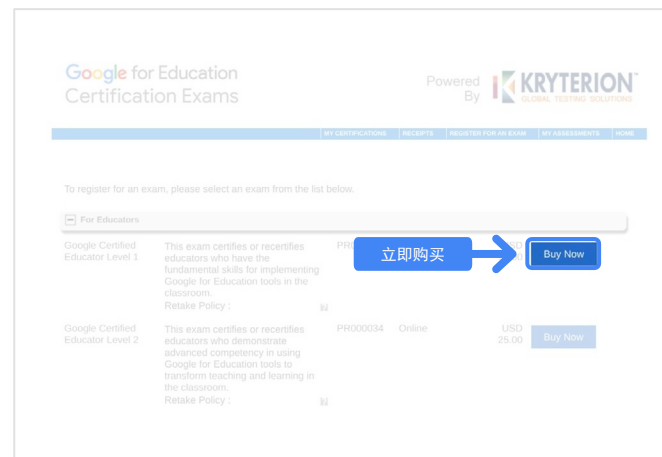 Google for Education
Certification Exams
Powered
By
KRYTERION
GLOBAL TESTING SOLUTIONS
MY CERTIFICATIONS RECEIPTS REGISTER FOR AN EXAM MY ASSESSMENTS HOME
To register for an exam, please select an exam from the list below.
For Educators
Google Certified
Educator Level 1
This exam certifies or recertifies
educators who have the
fundamental skills for implementing
Google for Education tools in the
classroom.
Retake Policy :
立即购买
Buy Now
Google Certified
Educator Level 2
This exam certifies or recertifies
educators who demonstrate
advanced competency in using
Google for Education tools to
transform teaching and learning in
the classroom.
Retake Policy :
PR000034 Online USD
25.00
Buy Now